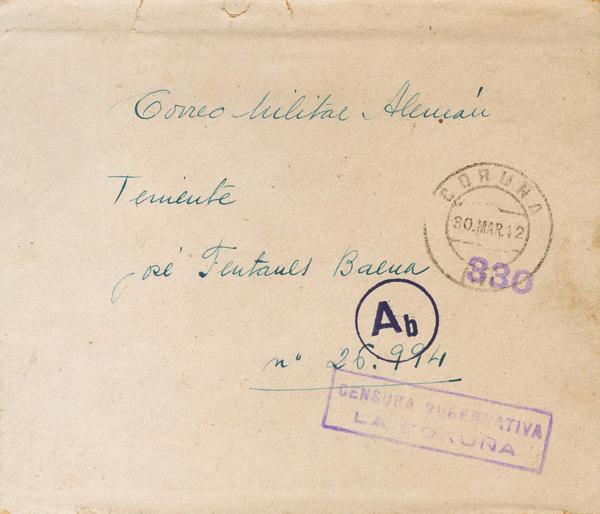 Correo Militar Alemán
Teniente
CORUÑA
30.MAR.42
José Fentanes Baena
330
Ab
nº 26.994
CENSURA GUBERNATIVA
LA CORUÑA